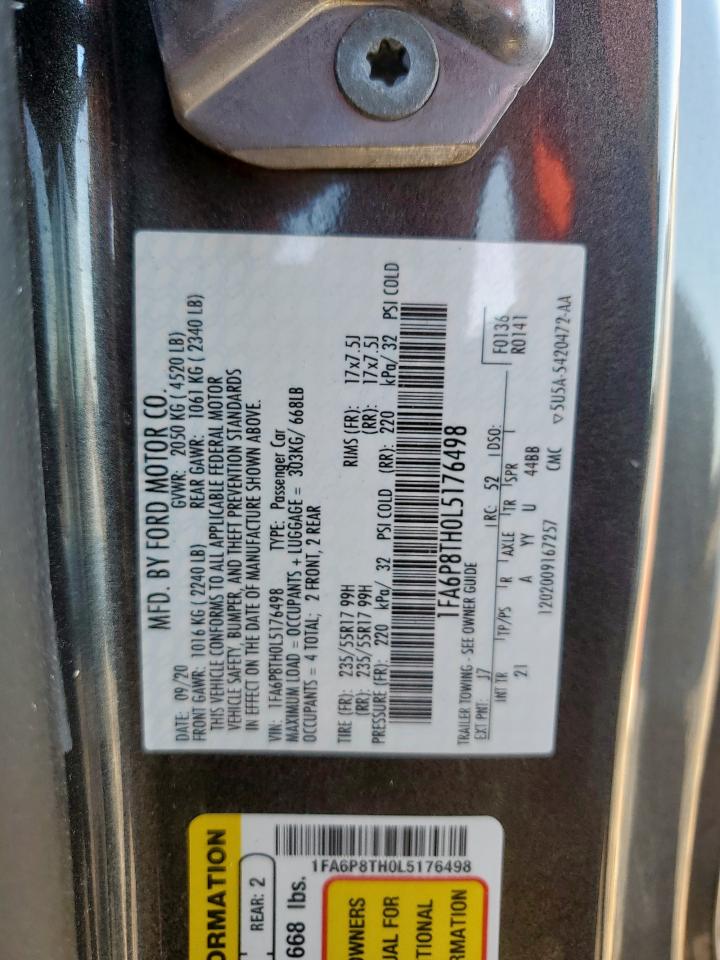 MFD. BY FORD MOTOR CO.
DATE: 09/20 GVWR: 2050 KG ( 4520 LB)
FRONT GAWR: 1016 KG ( 2240 LB) REAR GAWR: 1061 KG ( 2340 LB)
THIS VEHICLE CONFORMS TO ALL APPLICABLE FEDERAL MOTOR
VEHICLE SAFETY, BUMPER, AND THEFT PREVENTION STANDARDS
IN EFFECT ON THE DATE OF MANUFACTURE SHOWN ABOVE.
VIN: 1FA6P8TH0L5176498 TYPE: Passenger Car
MAXIMUM LOAD = OCCUPANTS + LUGGAGE = 303KG/ 668LB
OCCUPANTS = 4 TOTAL; 2 FRONT, 2 REAR
TIRE (FR): 235/55R17 99H RIMS (FR): 17x7.5J
(RR): 235/55R17 99H (RR): 17x7.5J
PRESSURE (FR): 220 kPa/ 32 PSI COLD (RR): 220 kPa/ 32 PSI COLD
1FA6P8TH0L5176498
F0136
TRAILER TOWING - SEE OWNER GUIDE R0141
EXT PNT: J7 RC: 52 DSO:
INT TR TP/PS R AXLE TR SPR
21 A YY U 44BB
1202009167257 CMC ▽5U5A-5420472-AA
ORMATION
REAR: 2
668 lbs.
1FA6P8TH0L5176498
OWNERS
UAL FOR
TIONAL
RMATION